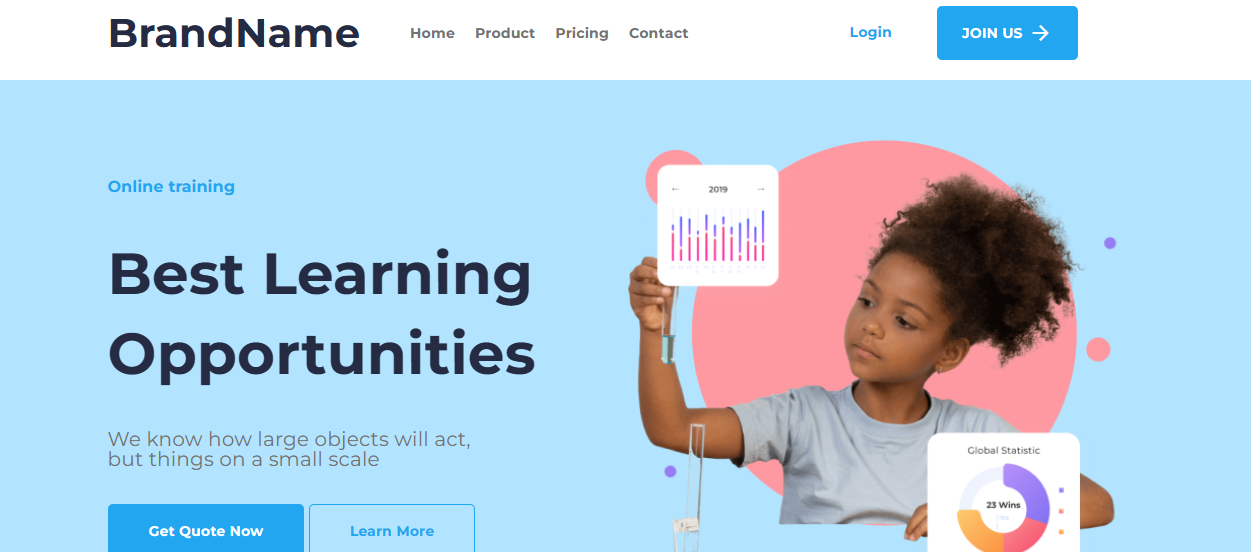 BrandName
Home Product Pricing Contact
Login
JOIN US
Online training
2019
Best Learning
Opportunities
We know how large objects will act,
but things on a small scale
Global Statistic
23 Wins
Get Quote Now
Learn More